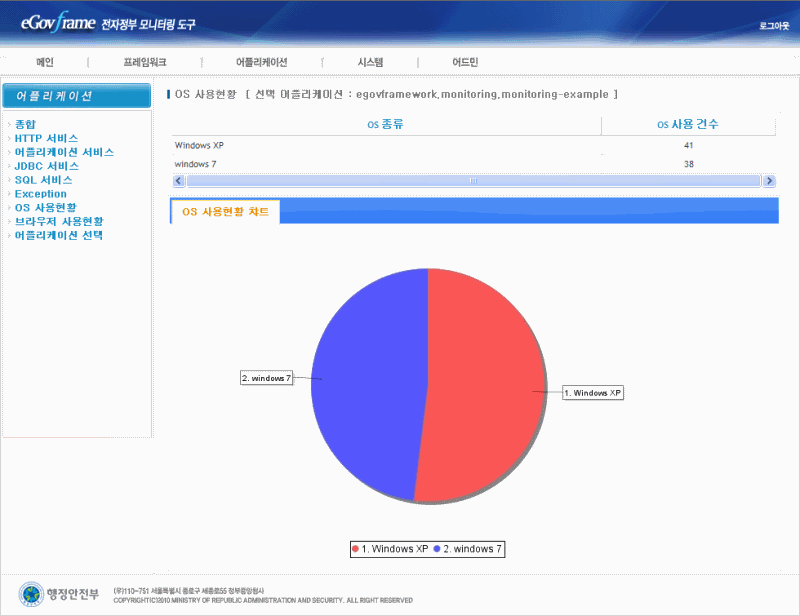 eGovframe 전자정부 모니터링 도구
로그아웃
메인 | 프레임워크 | 어플리케이션 | 시스템 | 어드민
어플리케이션
종합
HTTP 서비스
어플리케이션 서비스
JDBC 서비스
SQL 서비스
Exception
OS 사용현황
브라우저 사용현황
어플리케이션 선택
OS 사용현황 [ 선택 어플리케이션 : egovframework.monitoring.monitoring-example ]
OS 종류 OS 사용 건수
Windows XP 41
windows 7 38
OS 사용현황 챠트
2. windows 7
1. Windows XP
1. Windows XP 2. windows 7
행정안전부
(우)110-751 서울특별시 종로구 세종로55 정부중앙청사
COPYRIGHT(C)2010 MINISTRY OF REPUBLIC ADMINISTRATION AND SECURITY. ALL RIGHT RESERVED